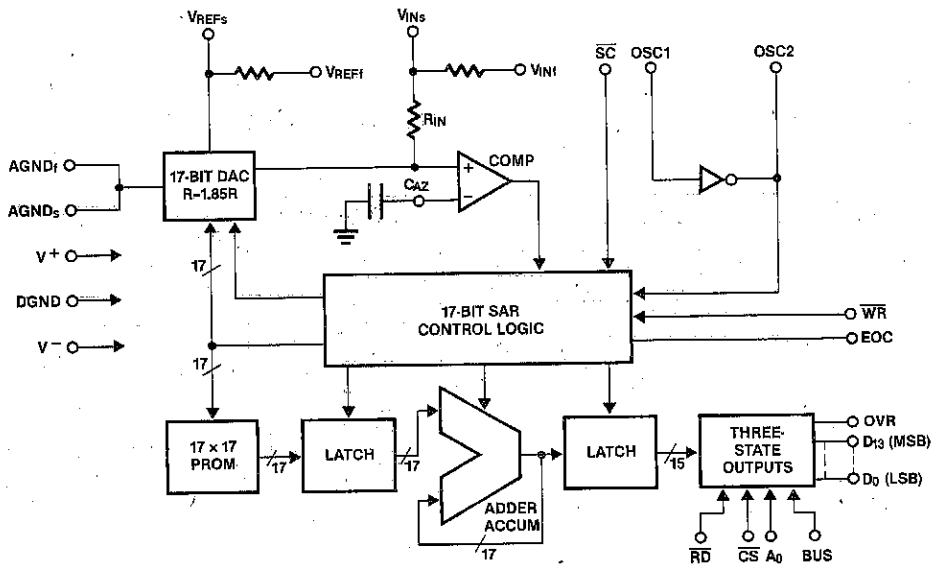 VREFs
VINs
VREFf
VINf
SC
OSC1
OSC2
RIN
COMP
AGNDf
AGNDs
17-BIT DAC
R-1.85R
CAZ
+
−
V+
DGND
V−
17
17-BIT SAR
CONTROL LOGIC
WR
EOC
17
17 × 17
PROM
17
LATCH
17
ADDER
ACCUM
17
LATCH
15
THREE-
STATE
OUTPUTS
OVR
D13 (MSB)
D0 (LSB)
RD
CS
A0
BUS